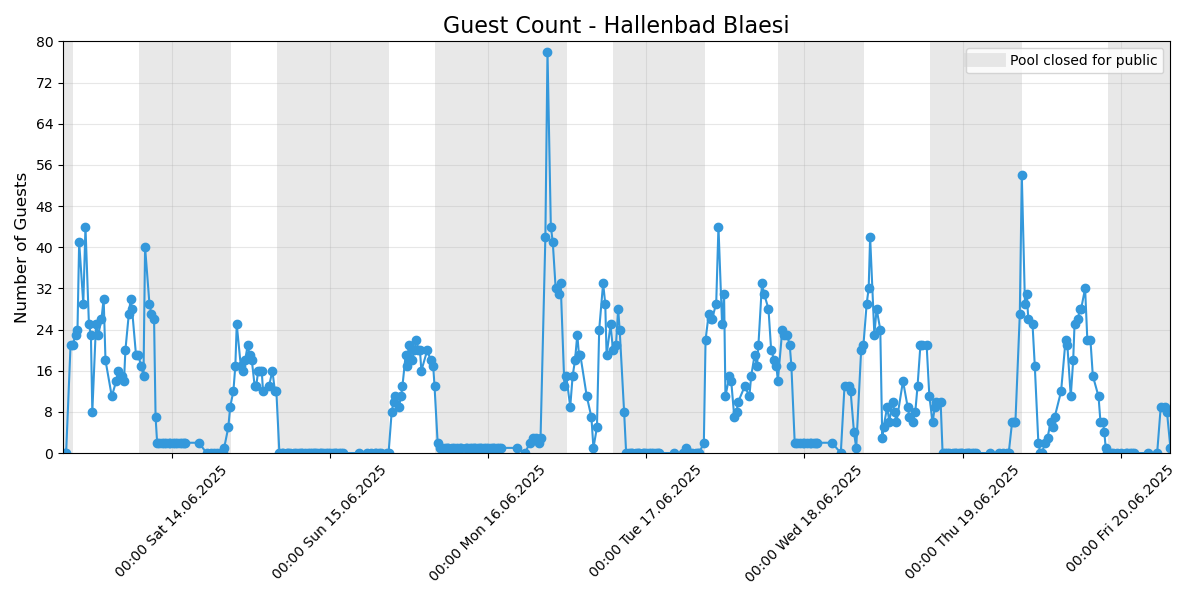 Guest Count - Hallenbad Blaesi
Pool closed for public
Number of Guests
80
72
64
56
48
40
32
24
16
8
0
00:00 Sat 14.06.2025
00:00 Sun 15.06.2025
00:00 Mon 16.06.2025
00:00 Tue 17.06.2025
00:00 Wed 18.06.2025
00:00 Thu 19.06.2025
00:00 Fri 20.06.2025